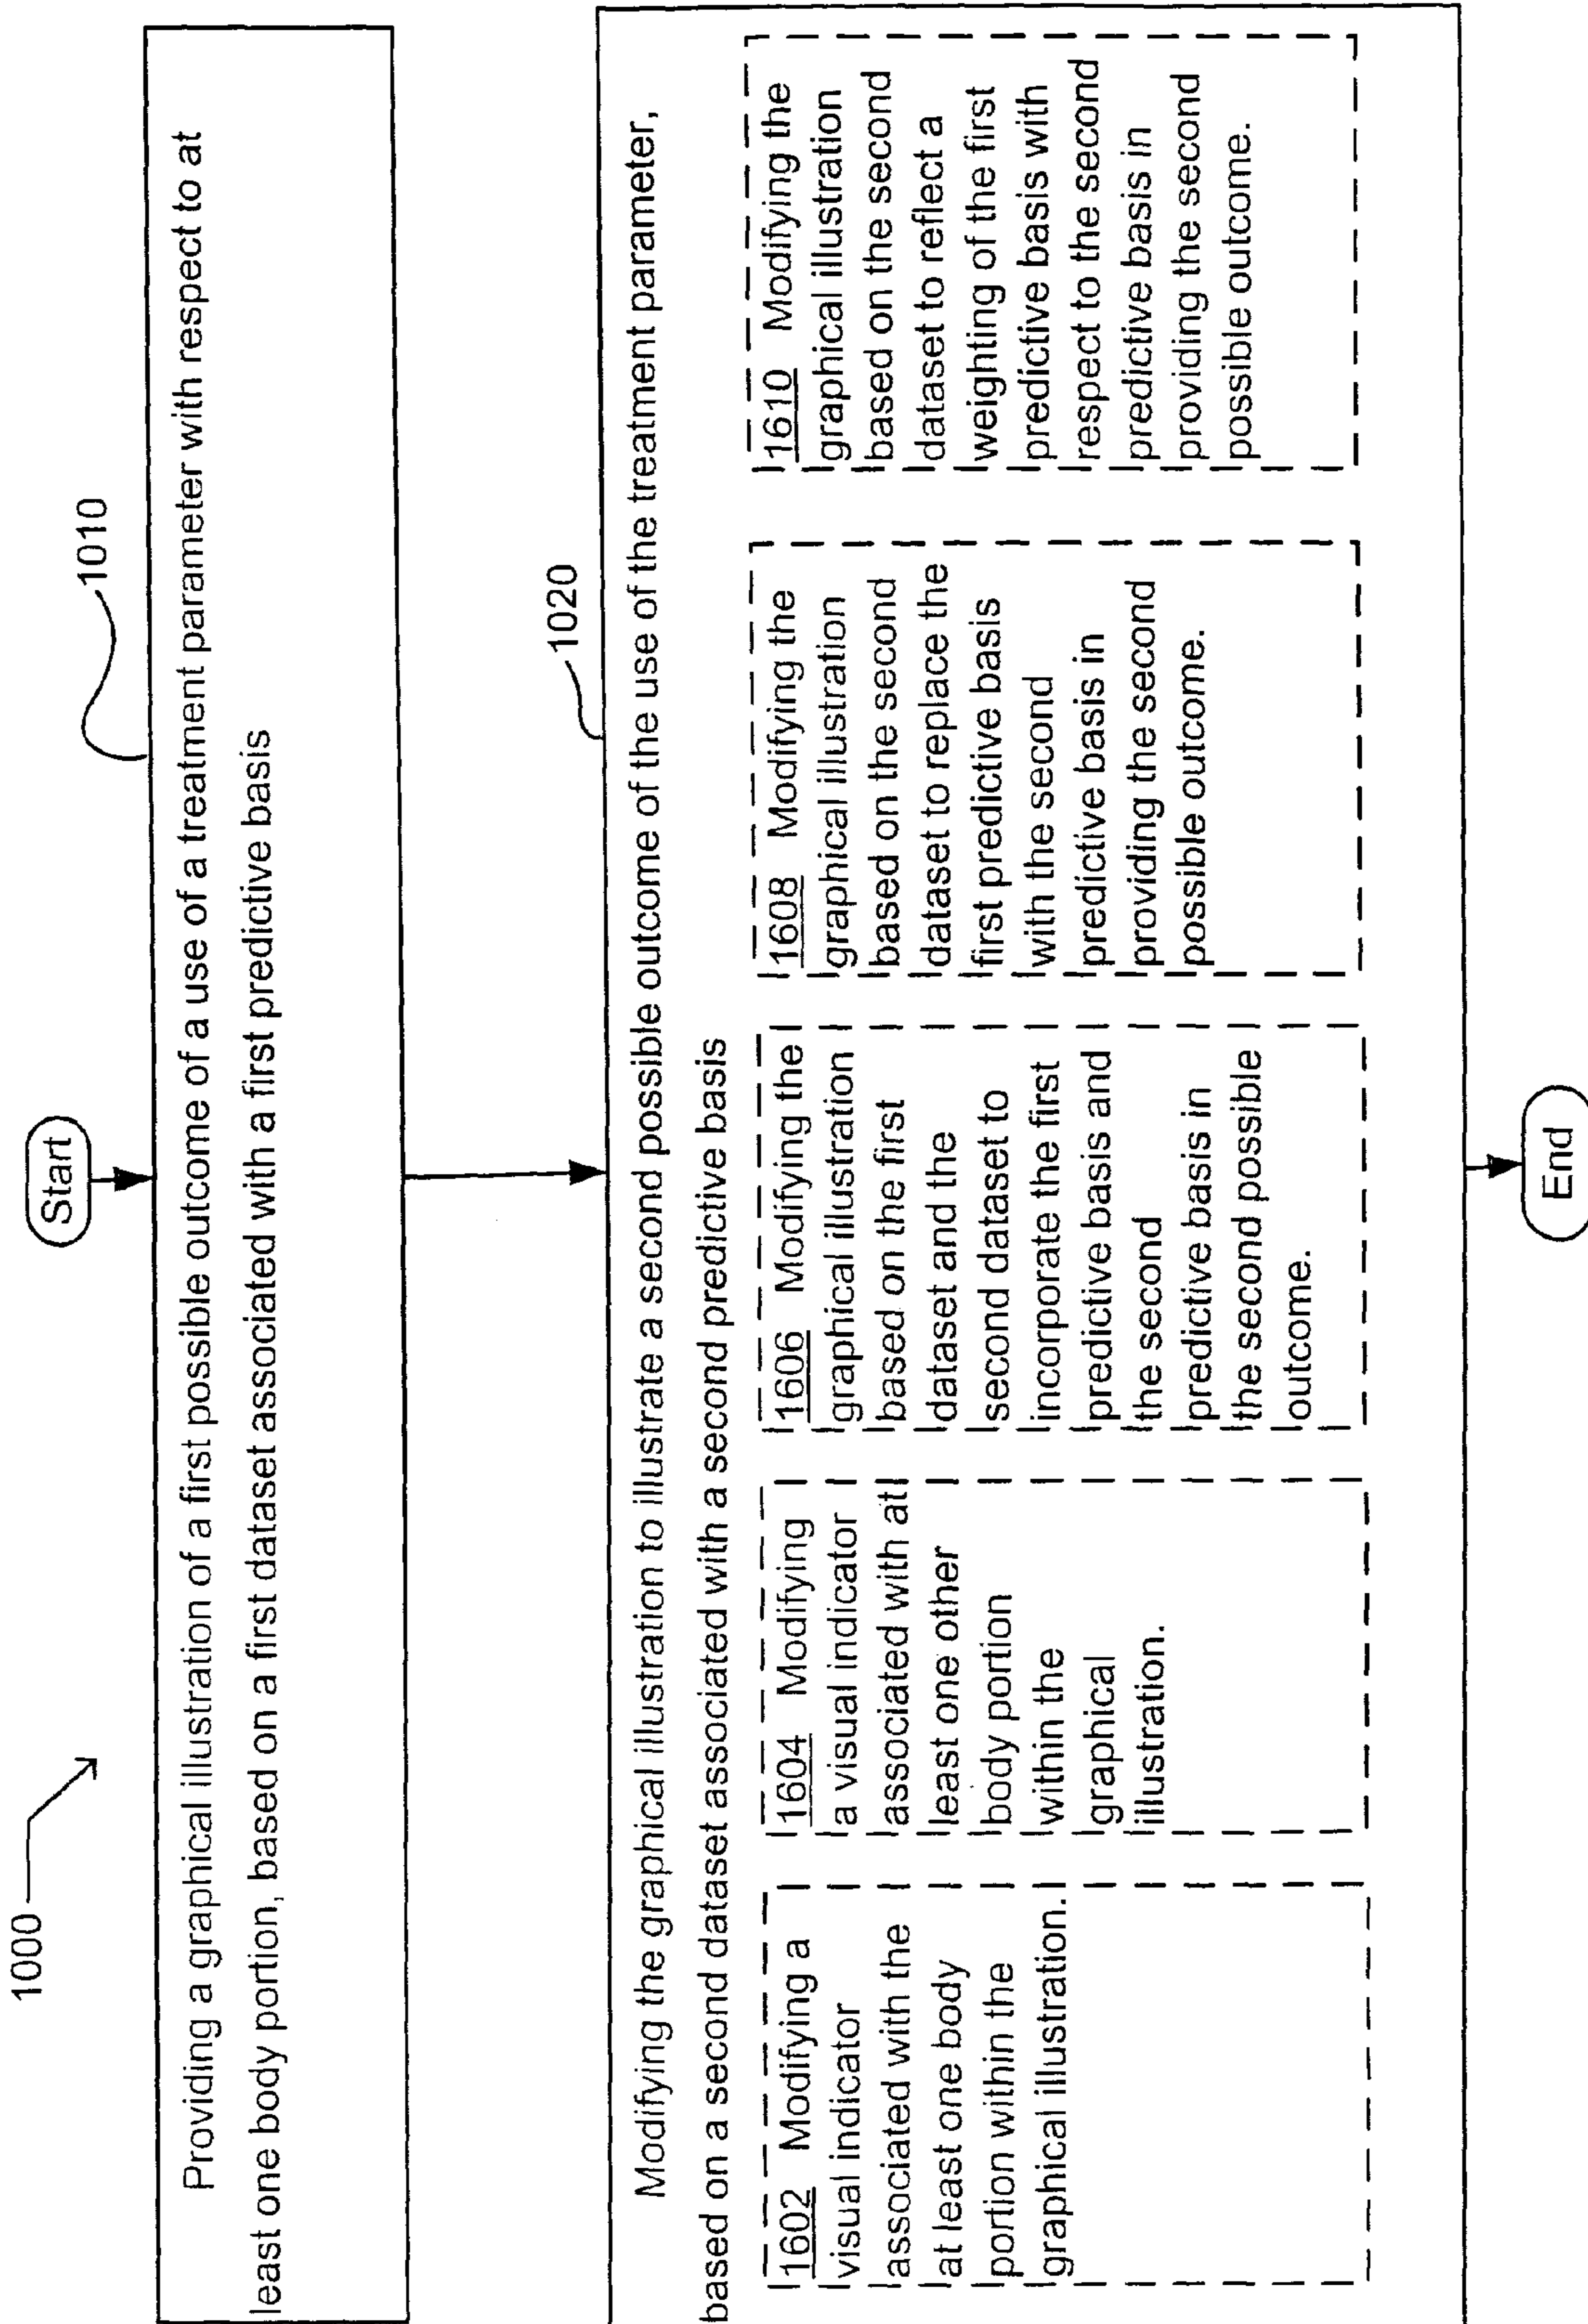 1000
Start
1010
Providing a graphical illustration of a first possible outcome of a use of a treatment parameter with respect to at
least one body portion, based on a first dataset associated with a first predictive basis
1020
Modifying the graphical illustration to illustrate a second possible outcome of the use of the treatment parameter,
based on a second dataset associated with a second predictive basis
1602 Modifying a
visual indicator
associated with the
at least one body
portion within the
graphical illustration.
1604 Modifying
a visual indicator
associated with at
least one other
body portion
within the
graphical
illustration.
1606 Modifying the
graphical illustration
based on the first
dataset and the
second dataset to
incorporate the first
predictive basis and
the second
predictive basis in
the second possible
outcome.
1608 Modifying the
graphical illustration
based on the second
dataset to replace the
first predictive basis
with the second
predictive basis in
providing the second
possible outcome.
1610 Modifying the
graphical illustration
based on the second
dataset to reflect a
weighting of the first
predictive basis with
respect to the second
predictive basis in
providing the second
possible outcome.
End